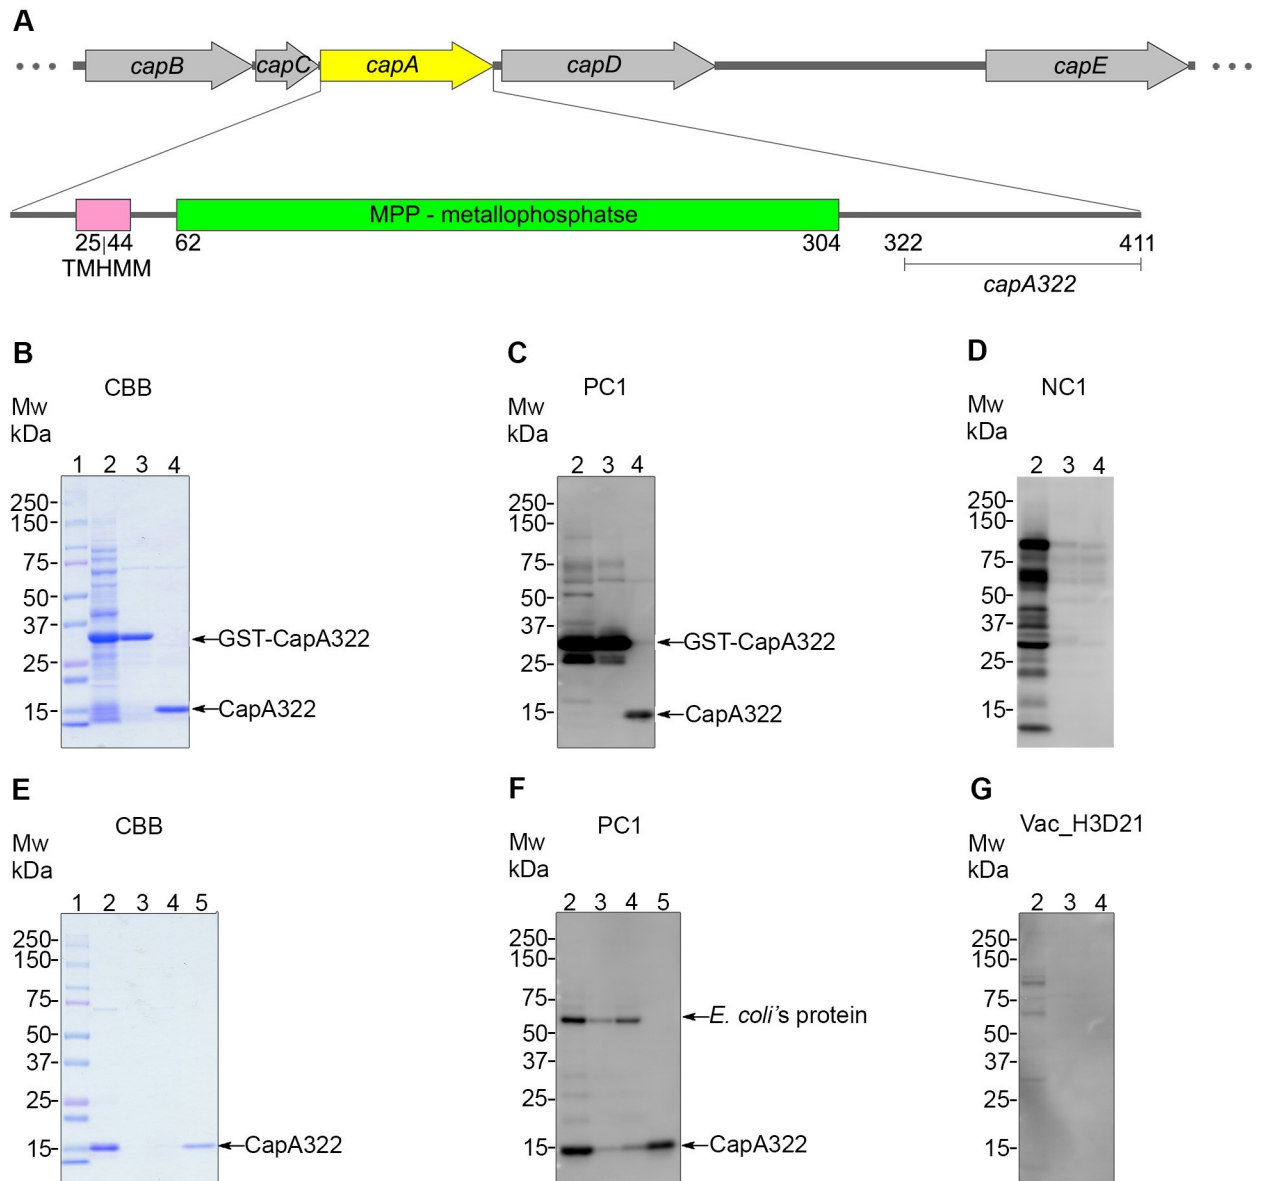 A
capB capC capA capD capE
MPP - metallophosphatse
25|44 62 304 322 411
TMHMM
capA322
B C D
CBB PC1 NC1
Mw Mw Mw
kDa kDa kDa
1 2 3 4 2 3 4 2 3 4
250- 250- 250-
150- 150- 150-
75- 75- 75-
50- 50- 50-
37- 37- 37-
GST-CapA322 GST-CapA322
25- 25- 25-
15- CapA322 15- CapA322 15-
E F G
CBB PC1 Vac_H3D21
Mw Mw Mw
kDa kDa kDa
1 2 3 4 5 2 3 4 5 2 3 4
250- 250- 250-
150- 150- 150-
75- 75- 75-
E. coli's protein
50- 50- 50-
37- 37- 37-
25- 25- 25-
15- CapA322 15- CapA322 15-